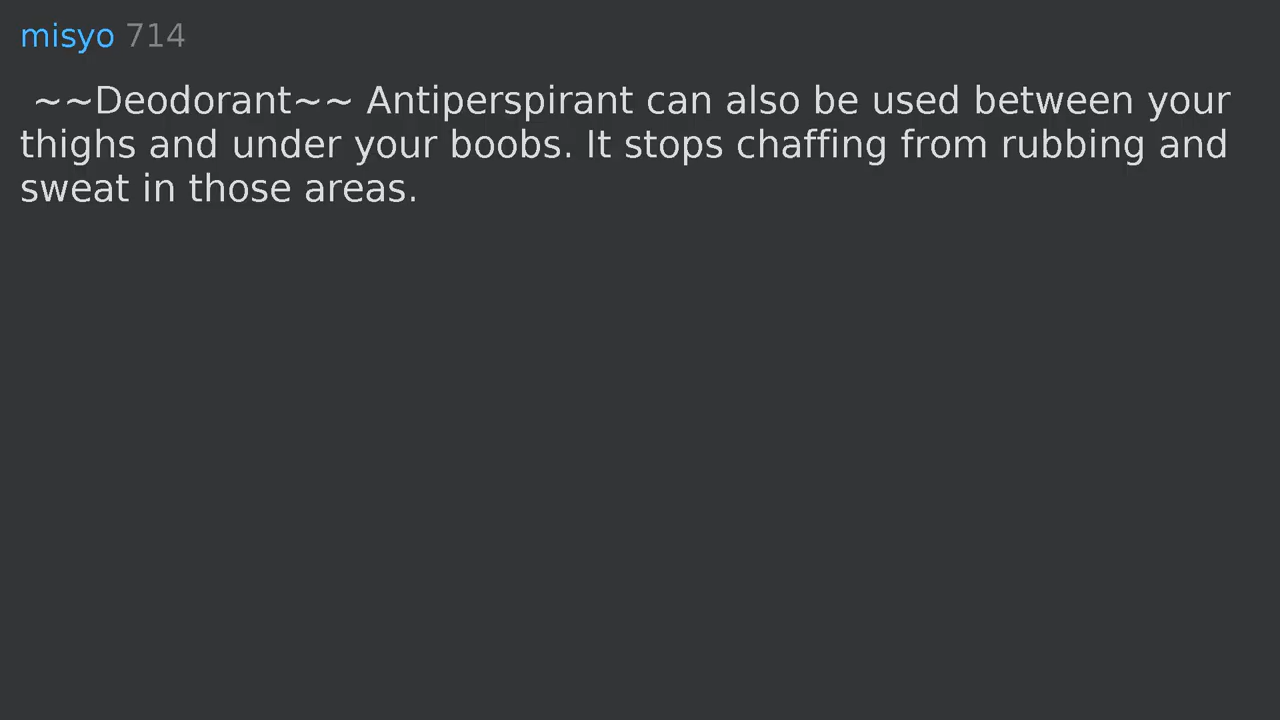 misyo 714
~~Deodorant~~ Antiperspirant can also be used between your
thighs and under your boobs. It stops chaffing from rubbing and
sweat in those areas.